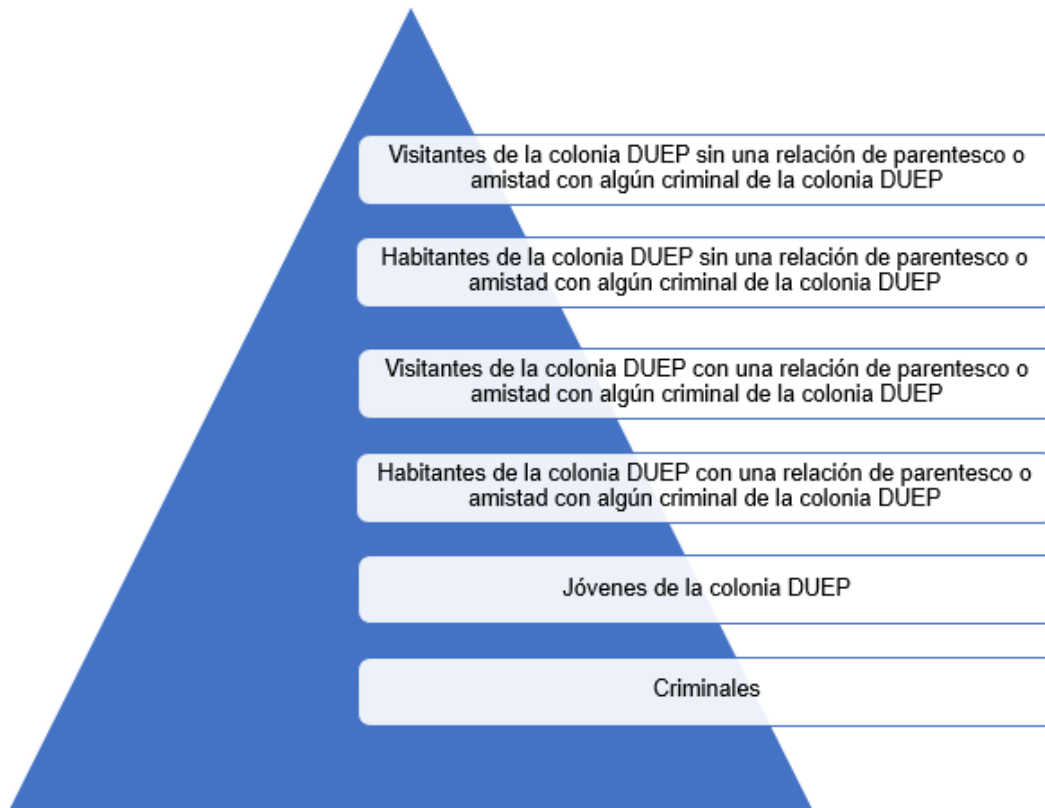 Visitantes de la colonia DUEP sin una relación de parentesco o
amistad con algún criminal de la colonia DUEP
Habitantes de la colonia DUEP sin una relación de parentesco o
amistad con algún criminal de la colonia DUEP
Visitantes de la colonia DUEP con una relación de parentesco o
amistad con algún criminal de la colonia DUEP
Habitantes de la colonia DUEP con una relación de parentesco o
amistad con algún criminal de la colonia DUEP
Jóvenes de la colonia DUEP
Criminales